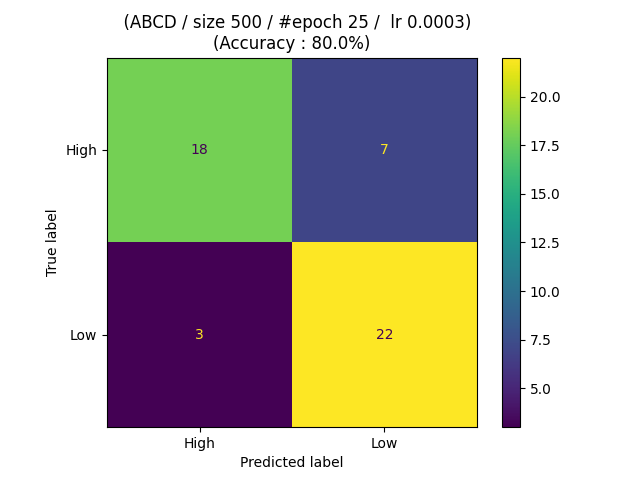 (ABCD / size 500 / #epoch 25 /  lr 0.0003)
(Accuracy : 80.0%)
High
18
7
Low
3
22
High
Low
Predicted label
True label
20.0
17.5
15.0
12.5
10.0
7.5
5.0